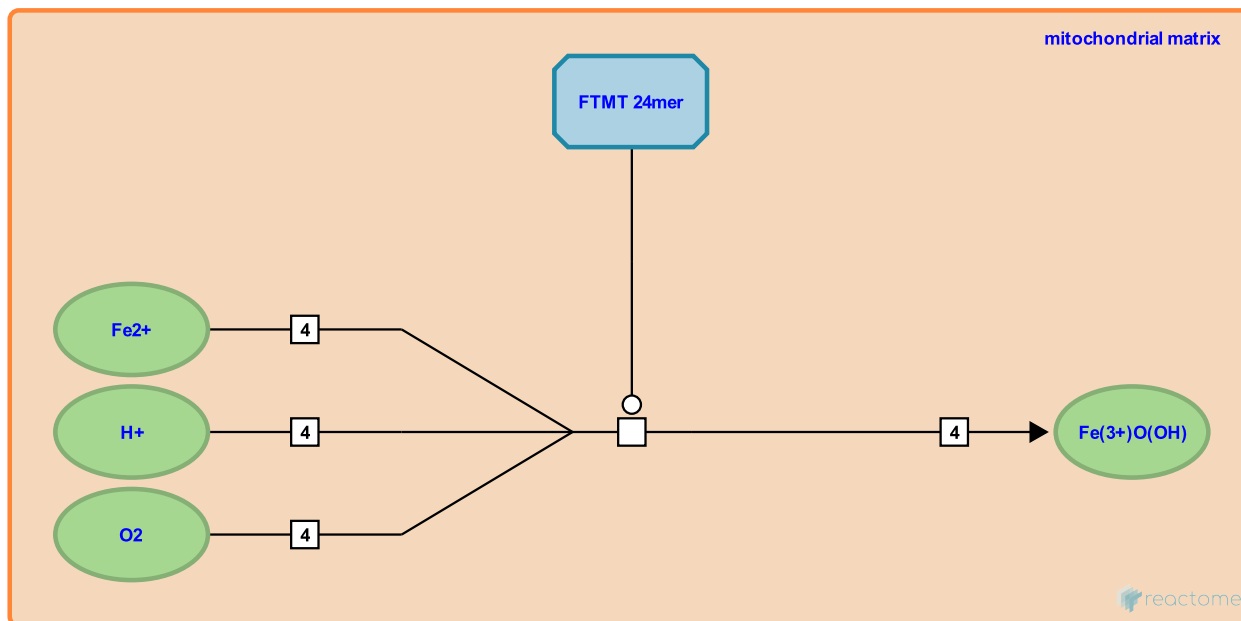 mitochondrial matrix
FTMT 24mer
Fe2+
4
H+
4
4
Fe(3+)O(OH)
O2
4
reactome